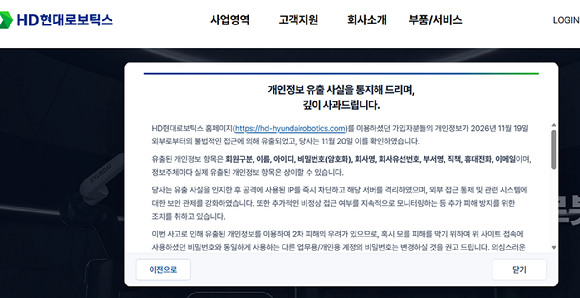 HD현대로보틱스
사업영역
고객지원
회사소개
부품/서비스
LOGIN
개인정보 유출 사실을 통지해 드리며,
깊이 사과드립니다.
HD현대로보틱스 홈페이지(https://hd-hyundairobotics.com)를 이용하셨던 가입자분들의 개인정보가 2026년 11월 19일
외부로부터의 불법적인 접근에 의해 유출되었고, 당사는 11월 20일 이를 확인하였습니다.
유출된 개인정보 항목은 회원구분, 이름, 아이디, 비밀번호(암호화), 회사명, 회사유선번호, 부서명, 직책, 휴대전화, 이메일이며,
정보주체마다 실제 유출된 개인정보 항목은 상이할 수 있습니다.
당사는 유출 사실을 인지한 후 공격에 사용된 IP를 즉시 차단하고 해당 서버를 격리하였으며, 외부 접근 통제 및 관련 시스템에
대한 보안 관제를 강화하였습니다. 또한 추가적인 비정상 접근 여부를 지속적으로 모니터링하는 등 추가 피해 방지를 위한
조치를 취하고 있습니다.
이번 사고로 인해 유출된 개인정보를 이용하여 2차 피해의 우려가 있으므로, 혹시 모를 피해를 막기 위하여 위 사이트 접속에
사용하셨던 비밀번호와 동일하게 사용하는 다른 업무용/개인용 계정의 비밀번호는 변경하실 것을 권고 드립니다. 의심스러운
이전으로
닫기